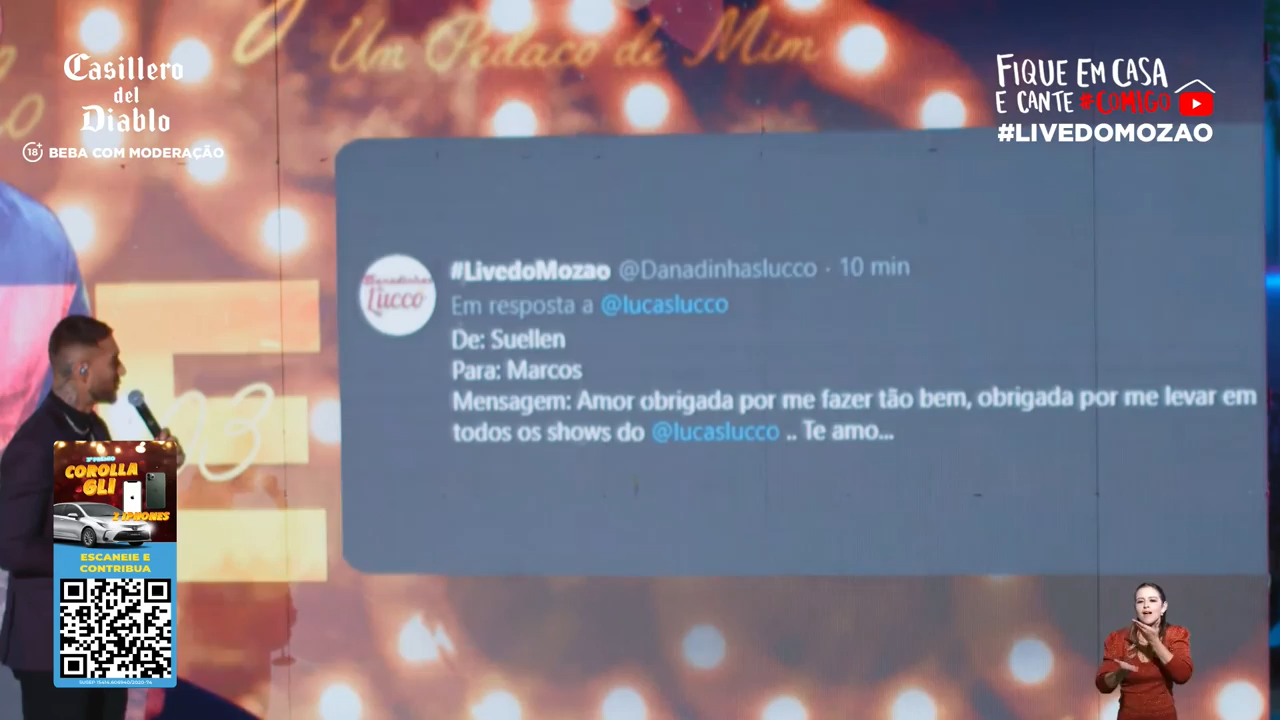 Um Pedaço de Mim
Casillero
del
Diablo
18+ BEBA COM MODERAÇÃO
FIQUE EM CASA
E CANTE #COMIGO
#LIVEDOMOZAO
#LivedoMozao @Danadinhaslucco · 10 min
Em resposta a @lucaslucco
De: Suellen
Para: Marcos
Mensagem: Amor obrigada por me fazer tão bem, obrigada por me levar em
todos os shows do @lucaslucco .. Te amo...
Danadinhas
Lucco
03
COROLLA
GLI
2 IPHONES
ESCANEIE E
CONTRIBUA